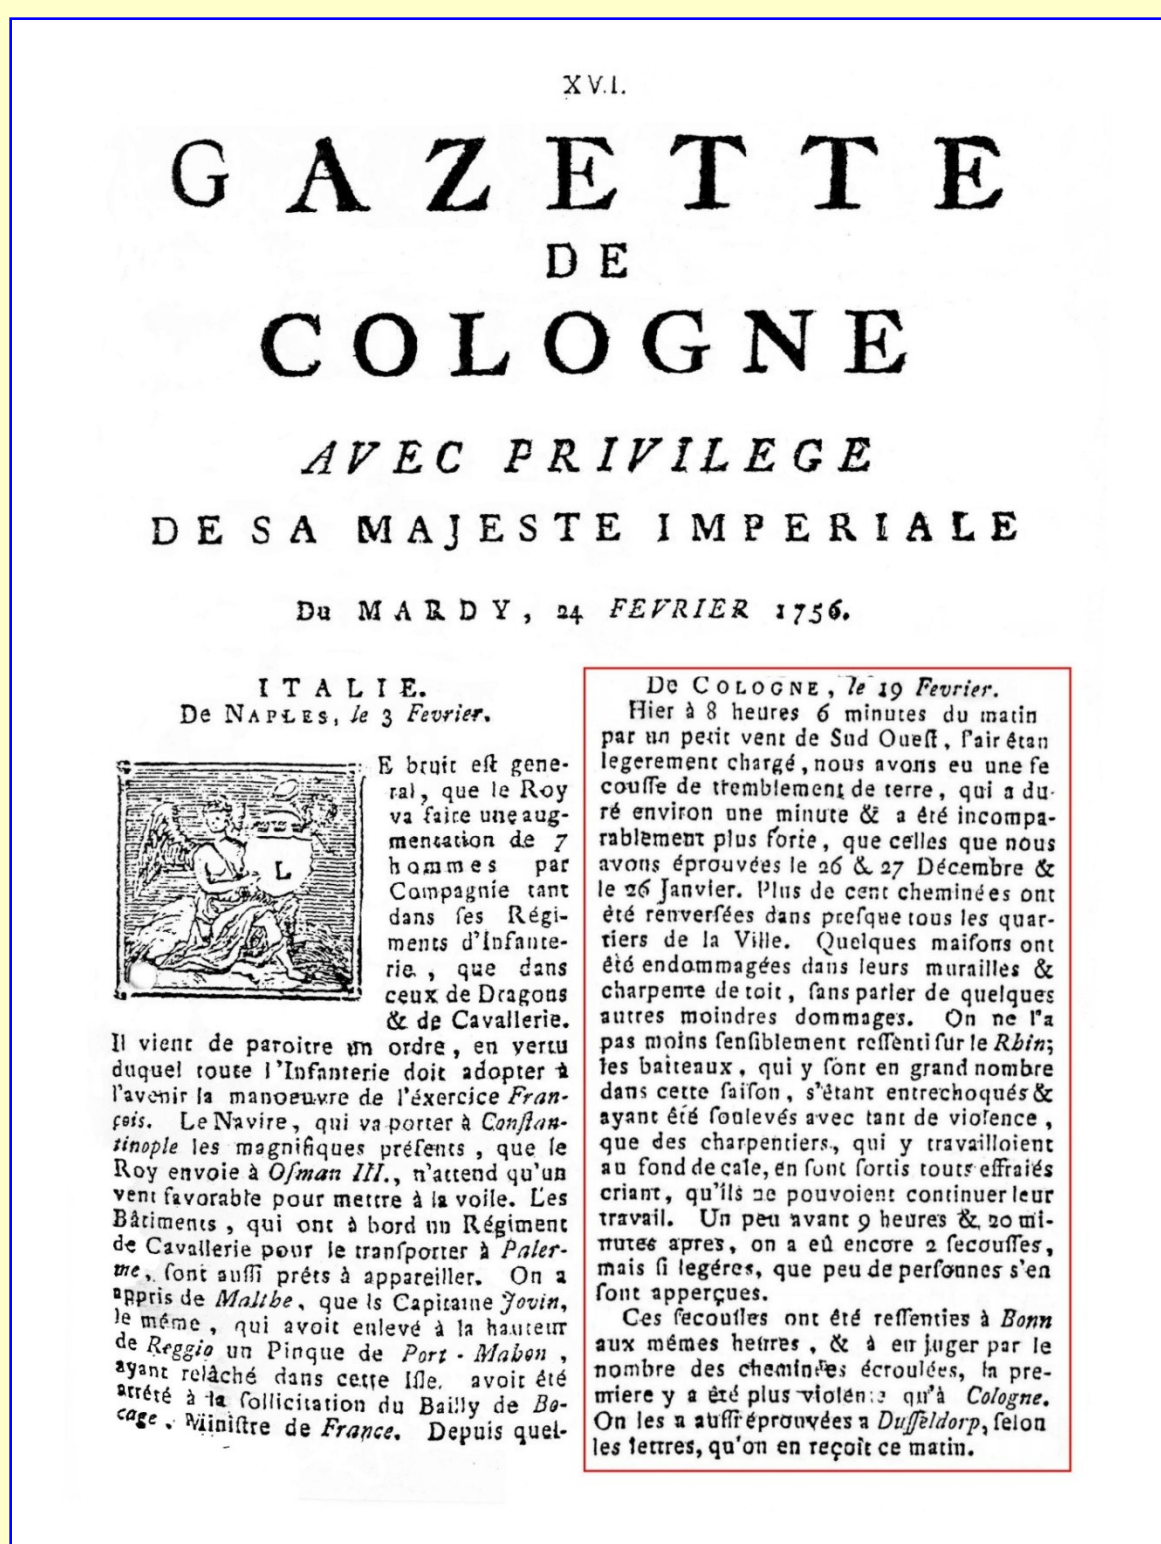 XVI.
GAZETTE
DE
COLOGNE
AVEC PRIVILEGE
DE SA MAJESTE IMPERIALE
Du MARDY, 24 FEVRIER 1756.
ITALIE.
De NAPLES, le 3 Fevrier.
L
E bruit eſt gene-
ral, que le Roy
va faire une aug-
mentation de 7
hommes par
Compagnie tant
dans ſes Régi-
ments d'Infante-
rie, que dans
ceux de Dragons
& de Cavallerie.
Il vient de paroitre un ordre, en vertu
duquel toute l'Infanterie doit adopter à
l'avenir la manoeuvre de l'éxercice Fran-
çois. Le Navire, qui va porter à Conſtan-
tinople les magnifiques préſents, que le
Roy envoie à Oſman III., n'attend qu'un
vent favorable pour mettre à la voile. Les
Bâtiments, qui ont à bord un Régiment
de Cavallerie pour le tranſporter à Paler-
me, ſont auſſi préts à appareiller. On a
appris de Malthe, que ls Capitaine Jovin,
le méme, qui avoit enlevé à la hauteur
de Reggio un Pinque de Port-Mahon,
ayant relâché dans cette Iſle. avoit été
arrété à la ſollicitation du Bailly de Bo-
cage, Miniſtre de France. Depuis quel-
De COLOGNE, le 19 Fevrier.
Hier à 8 heures 6 minutes du matin
par un petit vent de Sud Oueſt, l'air étan
legerement chargé, nous avons eu une ſe
couſſe de tremblement de terre, qui a du-
ré environ une minute & a été incompa-
rablement plus forte, que celles que nous
avons éprouvées le 26 & 27 Décembre &
le 26 Janvier. Plus de cent cheminées ont
été renverſées dans preſque tous les quar-
tiers de la Ville. Quelques maiſons ont
été endommagées dans leurs murailles &
charpente de toit, ſans parler de quelques
autres moindres dommages. On ne l'a
pas moins ſenſiblement reſſenti ſur le Rhin;
les batteaux, qui y ſont en grand nombre
dans cette ſaiſon, s'étant entrechoqués &
ayant été ſoulevés avec tant de violence,
que des charpentiers, qui y travailloient
au fond de cale, en ſont ſortis touts effraiés
criant, qu'ils ne pouvoient continuer leur
travail. Un peu avant 9 heures & 20 mi-
nutes apres, on a eû encore 2 ſecouſſes,
mais ſi legéres, que peu de perſonnes s'en
ſont apperçues.
Ces ſecouſſes ont été reſſenties à Bonn
aux mémes heures, & à en juger par le
nombre des cheminées écroulées, la pre-
miere y a été plus violente qu'à Cologne.
On les a auſſi éprouvées a Duſſeldorp, ſelon
les lettres, qu'on en reçoit ce matin.